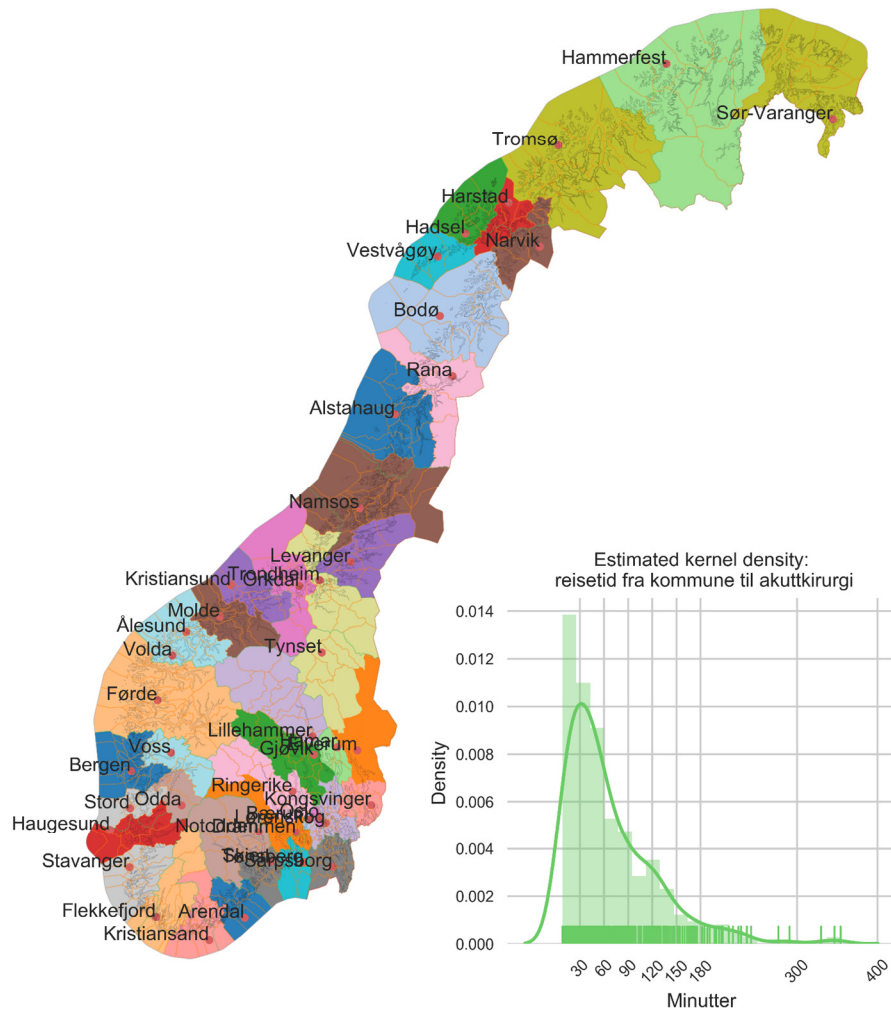 Hammerfest
Sør-Varanger
Tromsø
Harstad
Hadsel
Narvik
Vestvågøy
Bodø
Rana
Alstahaug
Namsos
Levanger
Kristiansund
Trondheim
Orkdal
Molde
Ålesund
Volda
Tynset
Førde
Lillehammer
Gjøvik
Voss
Bergen
Ringerike
Kongsvinger
Stord
Odda
Haugesund
Drammen
Stavanger
Sarpsborg
Flekkefjord
Arendal
Kristiansand
Estimated kernel density:
reisetid fra kommune til akuttkirurgi
0.014
0.012
0.010
0.008
0.006
0.004
0.002
0.000
Density
30
60
90
120
150
180
300
400
Minutter